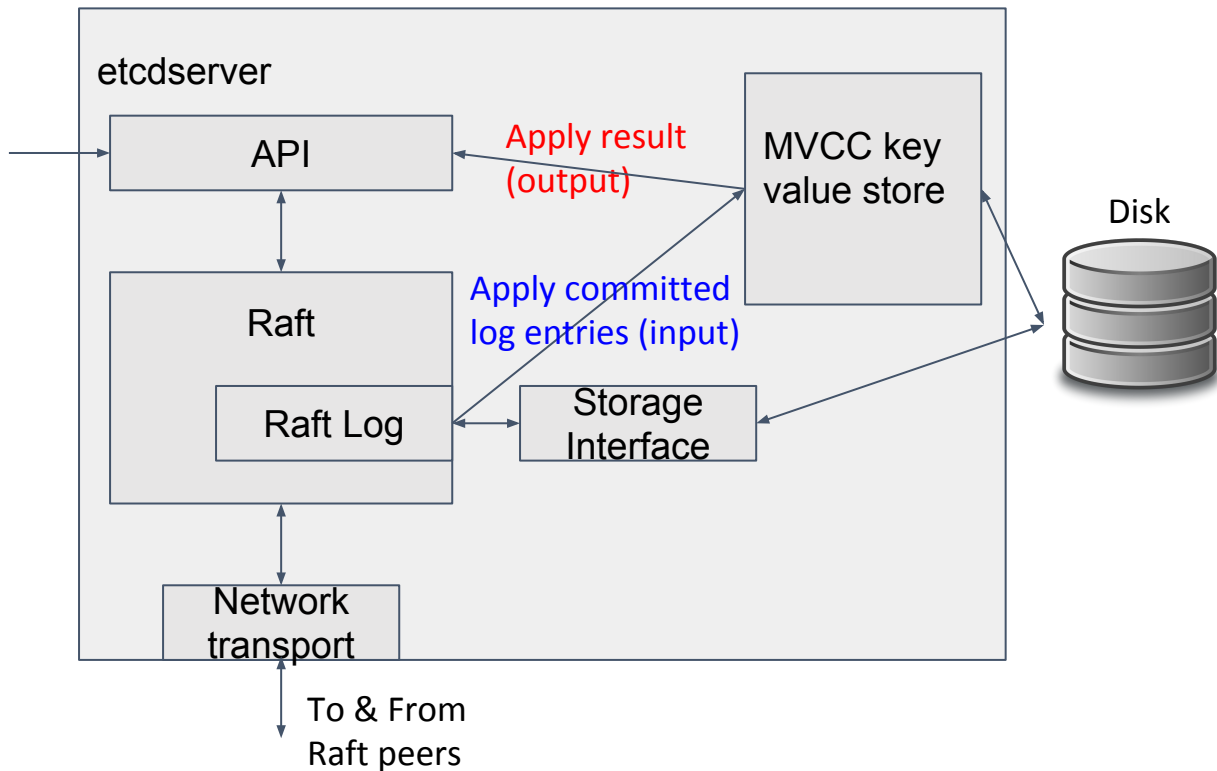 etcdserver
API
Apply result
(output)
MVCC key
value store
Disk
Raft
Apply committed
log entries (input)
Raft Log
Storage
Interface
Network
transport
To & From
Raft peers